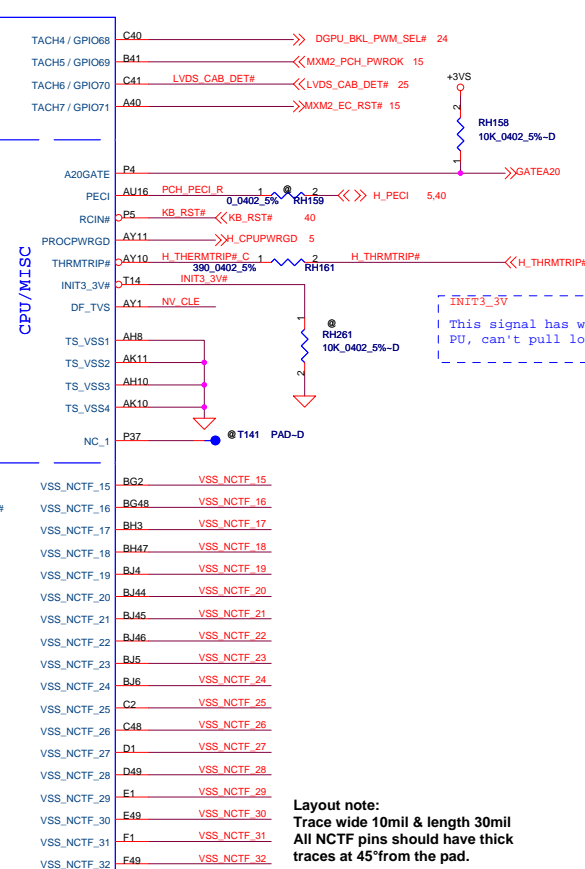 TACH4 / GPIO68 C40 DGPU_BKL_PWM_SEL# 24
TACH5 / GPIO69 B41 MXM2_PCH_PWROK 15
TACH6 / GPIO70 C41 LVDS_CAB_DET# LVDS_CAB_DET# 25
TACH7 / GPIO71 A40 MXM2_EC_RST# 15
+3VS
2
RH158
10K_0402_5%~D
1
A20GATE P4 GATEA20
PECI AU16 PCH_PECI_R 1 @ 2 H_PECI 5,40
0_0402_5% RH159
RCIN# P5 KB_RST# KB_RST# 40
PROCPWRGD AY11 H_CPUPWRGD 5
THRMTRIP# AY10 H_THERMTRIP#_C 1 2 H_THRMTRIP# H_THRMTRIP#
390_0402_5% RH161
INIT3_3V# T14 INIT3_3V#
DF_TVS AY1 NV_CLE
CPU/MISC
1
@
RH261
10K_0402_5%~D
2
INIT3_3V
This signal has w
PU, can't pull lo
TS_VSS1 AH8
TS_VSS2 AK11
TS_VSS3 AH10
TS_VSS4 AK10
NC_1 P37 @ T141 PAD~D
VSS_NCTF_15 BG2 VSS_NCTF_15
# VSS_NCTF_16 BG48 VSS_NCTF_16
VSS_NCTF_17 BH3 VSS_NCTF_17
VSS_NCTF_18 BH47 VSS_NCTF_18
VSS_NCTF_19 BJ4 VSS_NCTF_19
VSS_NCTF_20 BJ44 VSS_NCTF_20
VSS_NCTF_21 BJ45 VSS_NCTF_21
VSS_NCTF_22 BJ46 VSS_NCTF_22
VSS_NCTF_23 BJ5 VSS_NCTF_23
VSS_NCTF_24 BJ6 VSS_NCTF_24
VSS_NCTF_25 C2 VSS_NCTF_25
VSS_NCTF_26 C48 VSS_NCTF_26
VSS_NCTF_27 D1 VSS_NCTF_27
VSS_NCTF_28 D49 VSS_NCTF_28
VSS_NCTF_29 E1 VSS_NCTF_29
VSS_NCTF_30 E49 VSS_NCTF_30
VSS_NCTF_31 F1 VSS_NCTF_31
VSS_NCTF_32 F49 VSS_NCTF_32
Layout note:
Trace wide 10mil & length 30mil
All NCTF pins should have thick
traces at 45°from the pad.